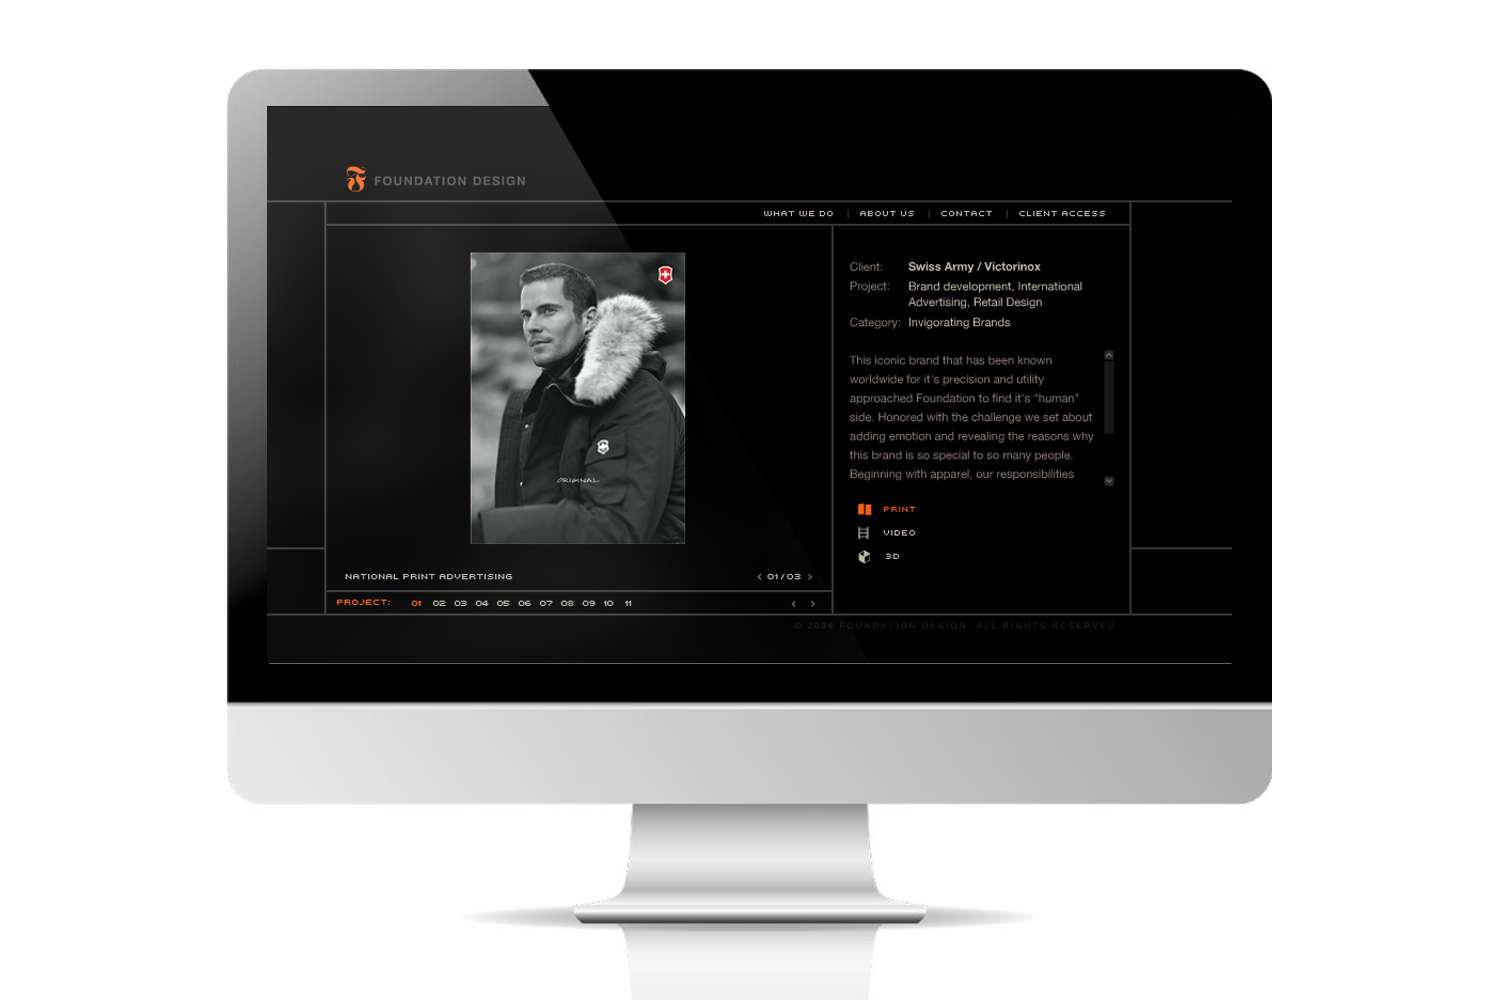 FOUNDATION DESIGN
WHAT WE DO | ABOUT US | CONTACT | CLIENT ACCESS
ORIGINAL
NATIONAL PRINT ADVERTISING
< 01/03 >
PROJECT: 01 02 03 04 05 06 07 08 09 10 11
< >
Client: Swiss Army / Victorinox
Project: Brand development, International
Advertising, Retail Design
Category: Invigorating Brands
This iconic brand that has been known
worldwide for it's precision and utility
approached Foundation to find it's "human"
side. Honored with the challenge we set about
adding emotion and revealing the reasons why
this brand is so special to so many people.
Beginning with apparel, our responsibilities
PRINT
VIDEO
3D
© 2006 FOUNDATION DESIGN. ALL RIGHTS RESERVED.